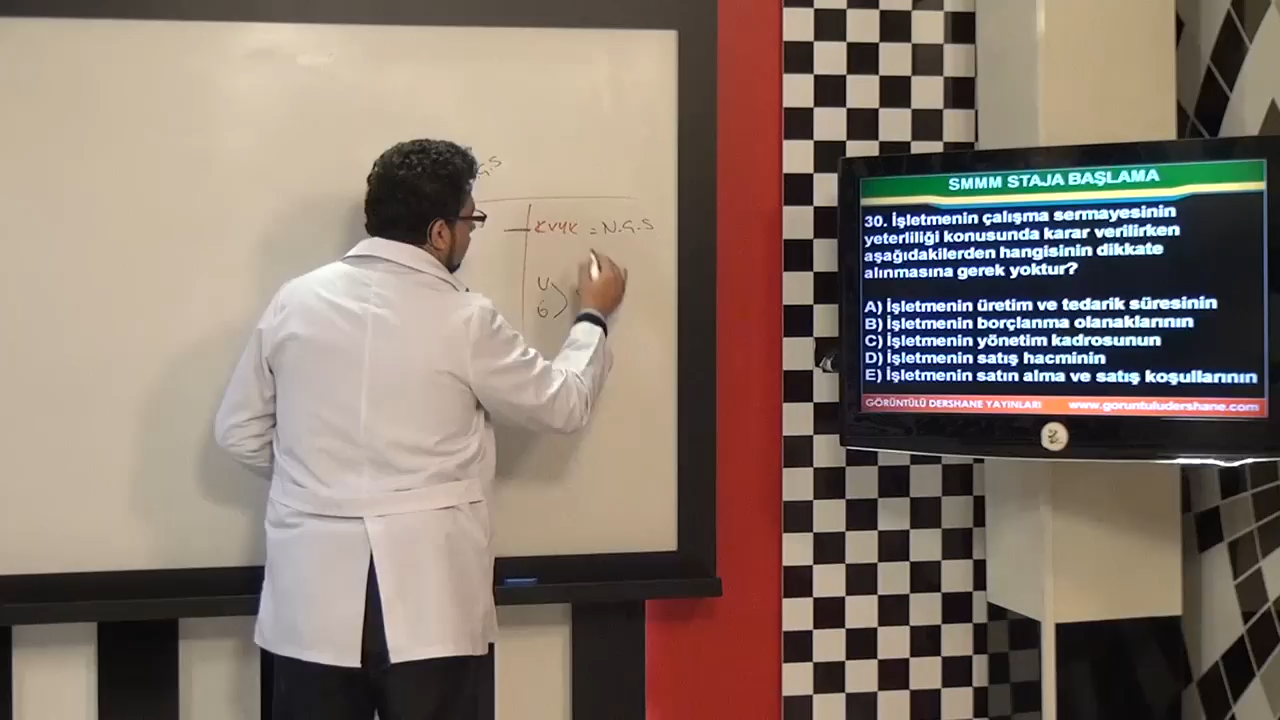 G.S
KVYK = N.G.S
U
Ö
SMMM STAJA BAŞLAMA
30. İşletmenin çalışma sermayesinin
yeterliliği konusunda karar verilirken
aşağıdakilerden hangisinin dikkate
alınmasına gerek yoktur?
A) İşletmenin üretim ve tedarik süresinin
B) İşletmenin borçlanma olanaklarının
C) İşletmenin yönetim kadrosunun
D) İşletmenin satış hacminin
E) İşletmenin satın alma ve satış koşullarının
GÖRÜNTÜLÜ DERSHANE YAYINLARI www.goruntuludershane.com